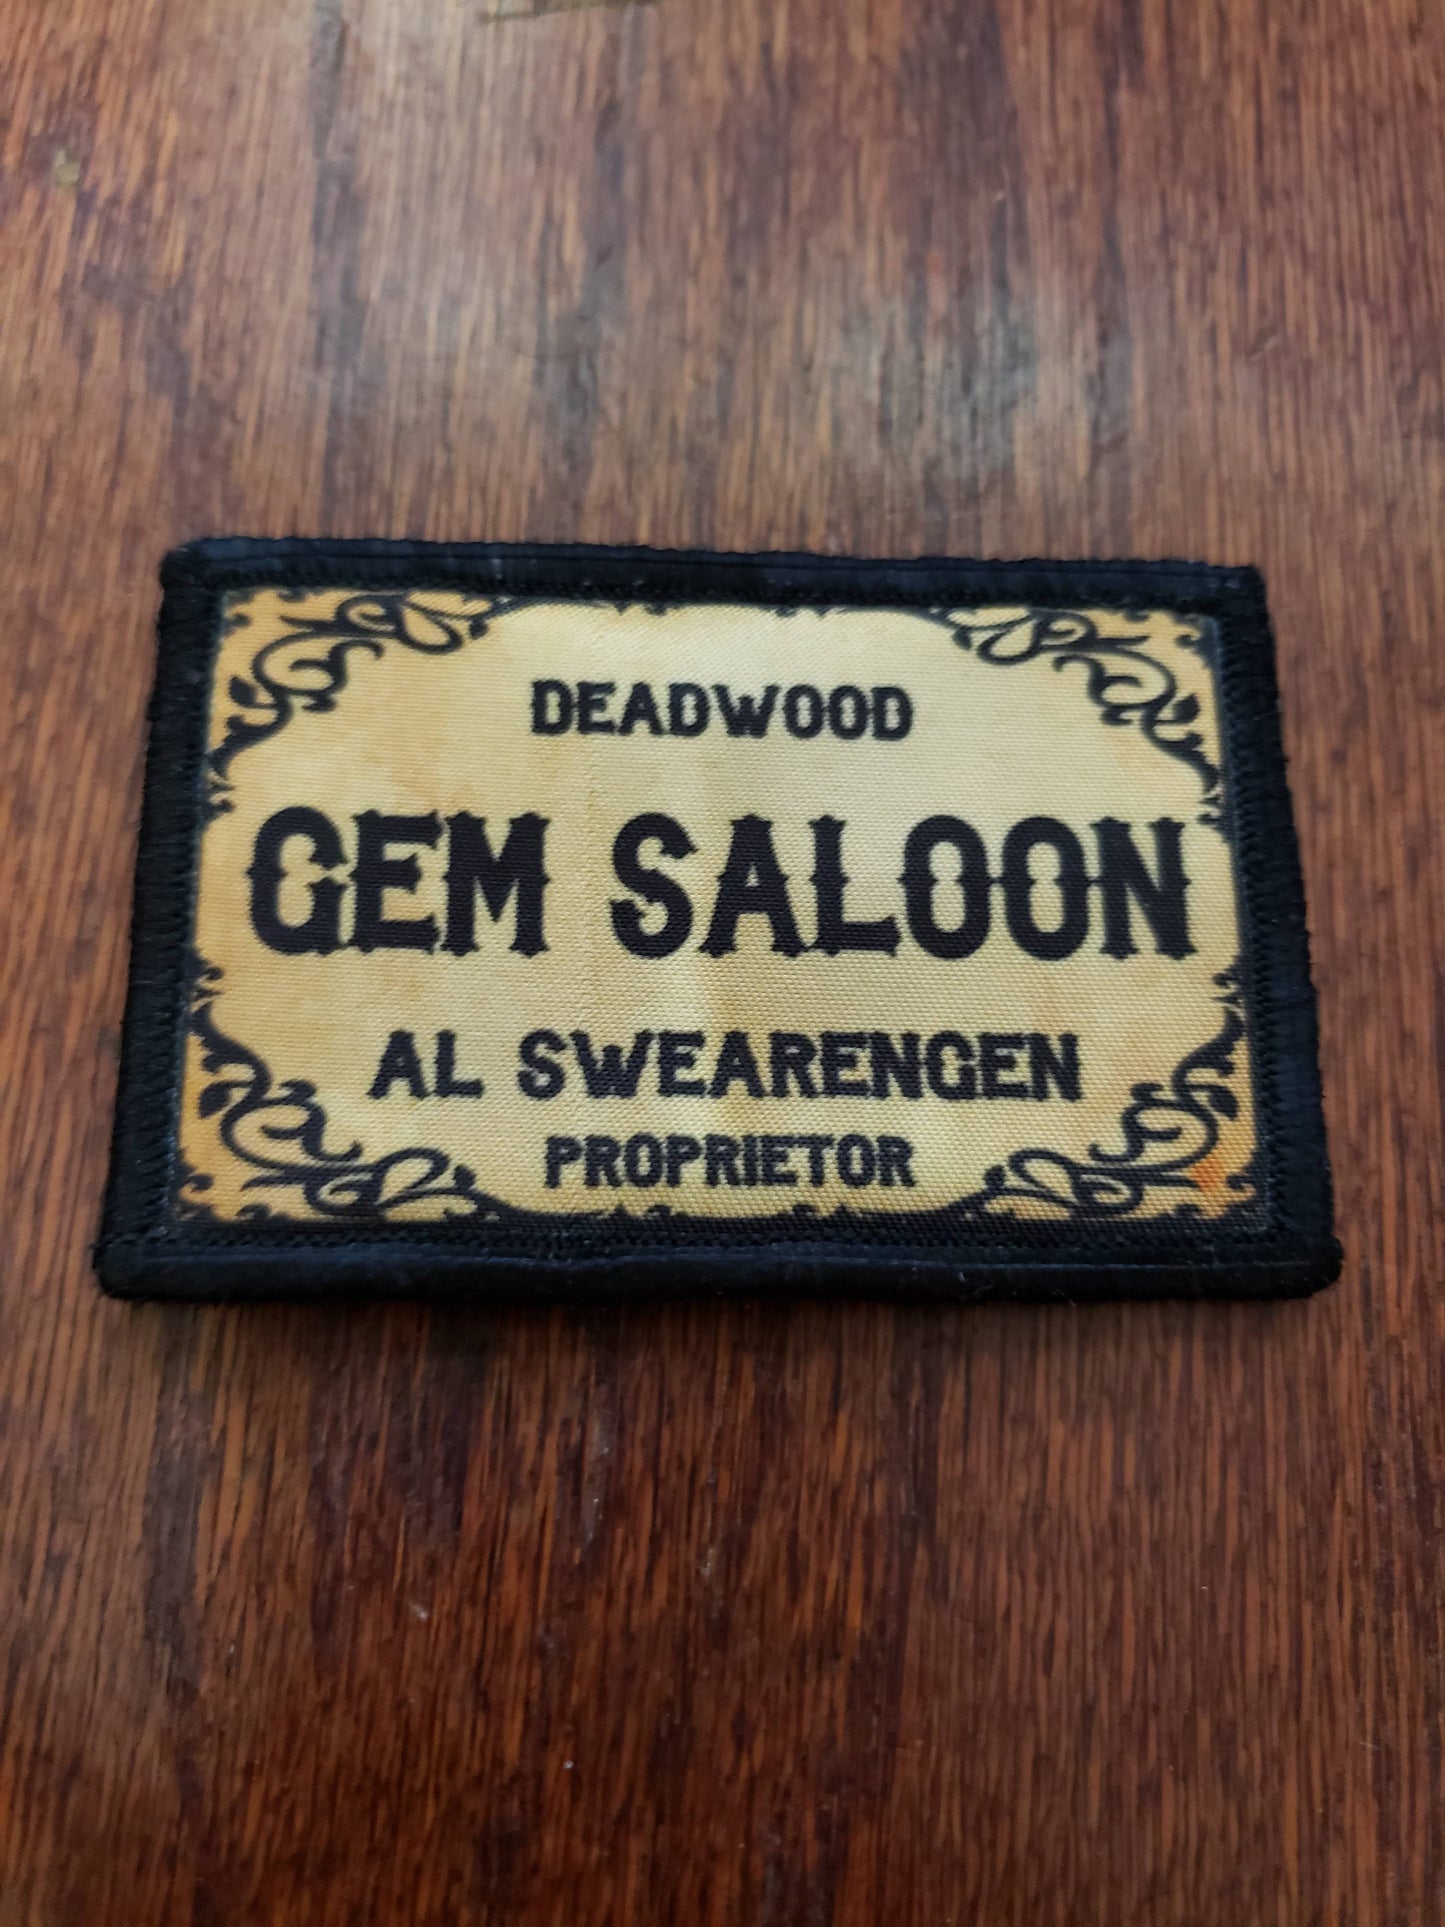 DEADWOOD
GEM SALOON
AL SWEARENGEN
PROPRIETOR